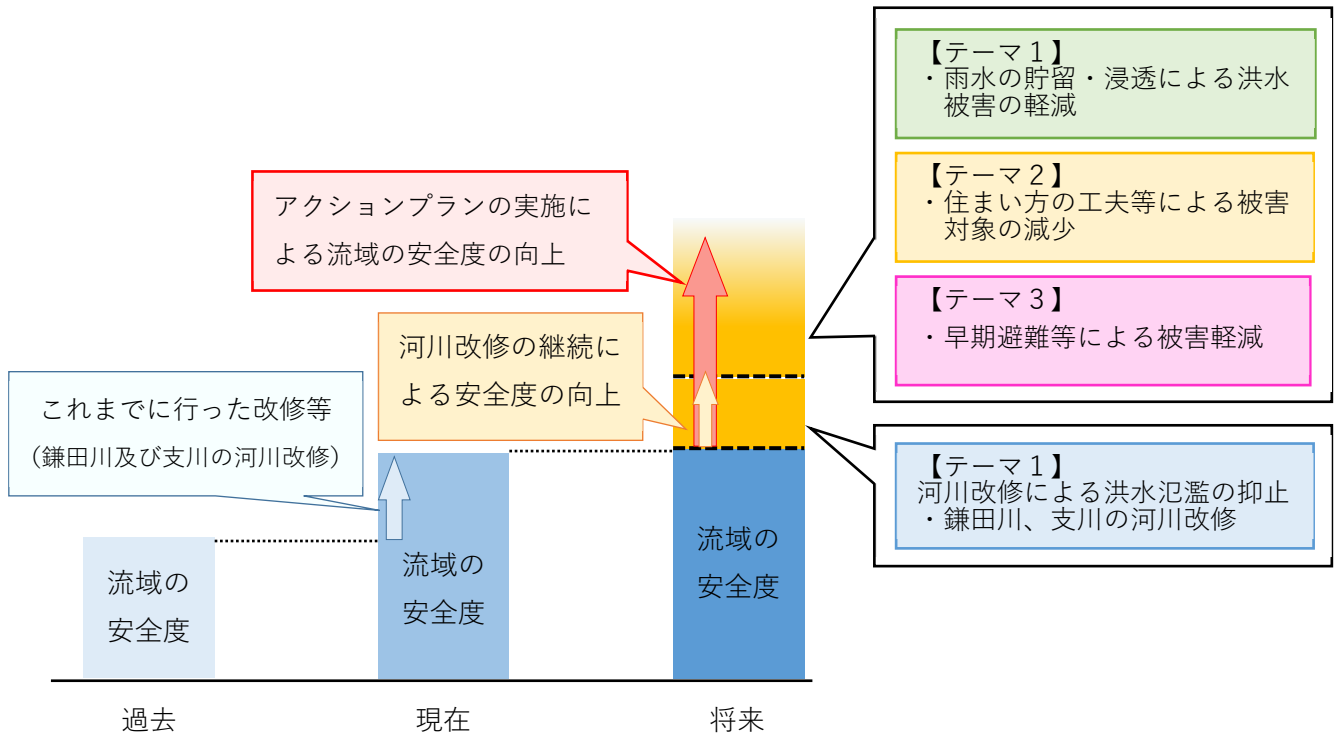 【テーマ１】
・雨水の貯留・浸透による洪水
被害の軽減
【テーマ２】
・住まい方の工夫等による被害
対象の減少
【テーマ３】
・早期避難等による被害軽減
アクションプランの実施に
よる流域の安全度の向上
河川改修の継続に
よる安全度の向上
これまでに行った改修等
（鎌田川及び支川の河川改修）
【テーマ１】
河川改修による洪水氾濫の抑止
・鎌田川、支川の河川改修
流域の
安全度
流域の
安全度
流域の
安全度
過去
現在
将来